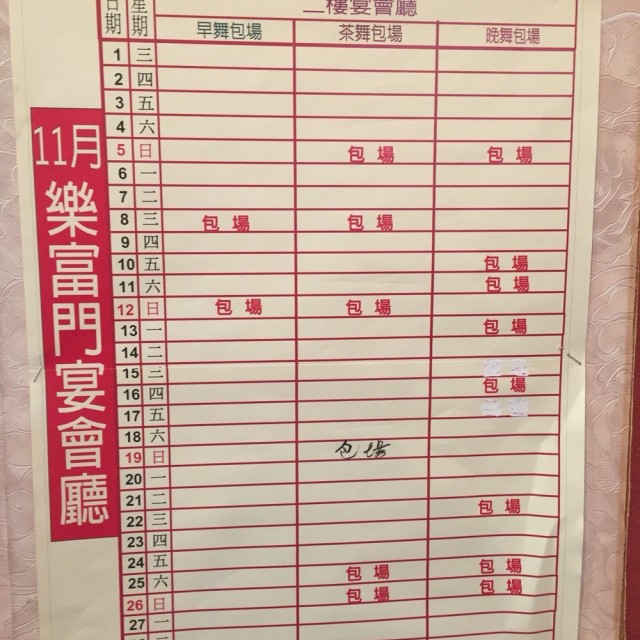 樓宴會廳
日期 星期 早舞包場 茶舞包場 晚舞包場
11月樂富門宴會廳
1 三
2 四
3 五
4 六
5 日 包場 包場
6 一
7 二
8 三 包場 包場
9 四
10 五 包場
11 六 包場
12 日 包場 包場
13 一 包場
14 二
15 三
16 四 包場
17 五
18 六
19 日 包場
20 一
21 二 包場
22 三
23 四
24 五 包場 包場
25 六 包場 包場
26 日
27 一